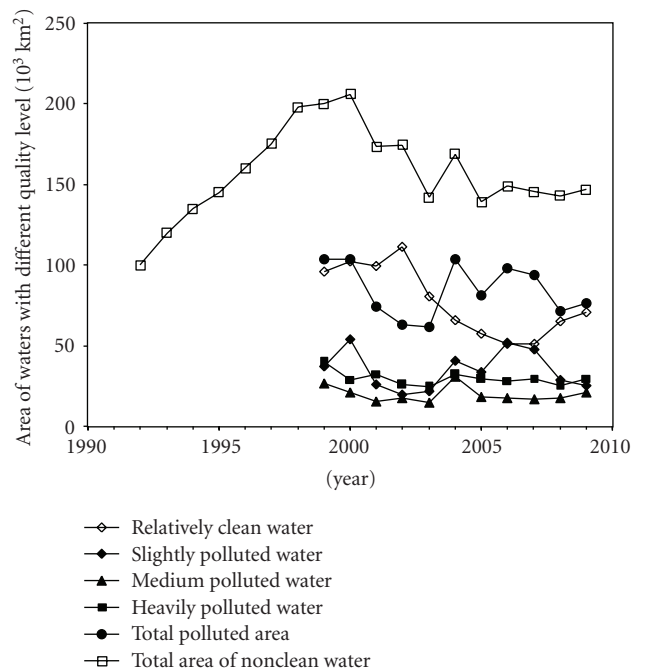 Area of waters with different quality level (10³ km²)
250
200
150
100
50
0
1990
1995
2000
2005
2010
(year)
Relatively clean water
Slightly polluted water
Medium polluted water
Heavily polluted water
Total polluted area
Total area of nonclean water